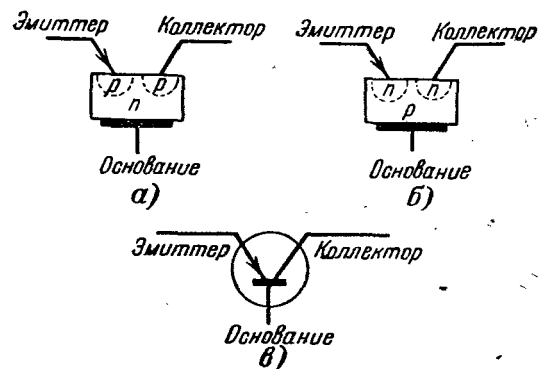 Эмиттер Коллектор
p p
n
Основание
а)
Эмиттер Коллектор
n n
p
Основание
б)
Эмиттер Коллектор
Основание
в)